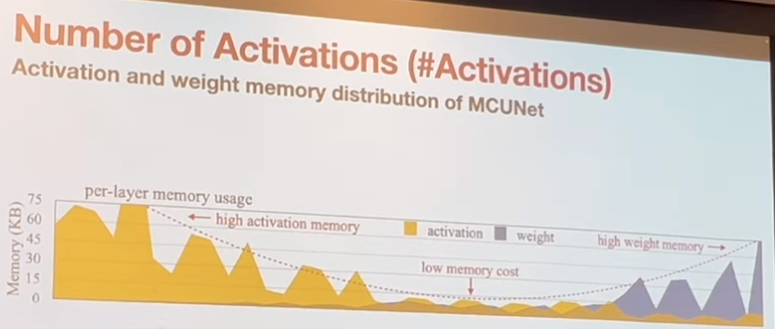 Number of Activations (#Activations)
Activation and weight memory distribution of MCUNet
per-layer memory usage
high activation memory
activation
weight
high weight memory
low memory cost
Memory (KB)
75
60
45
30
15
0